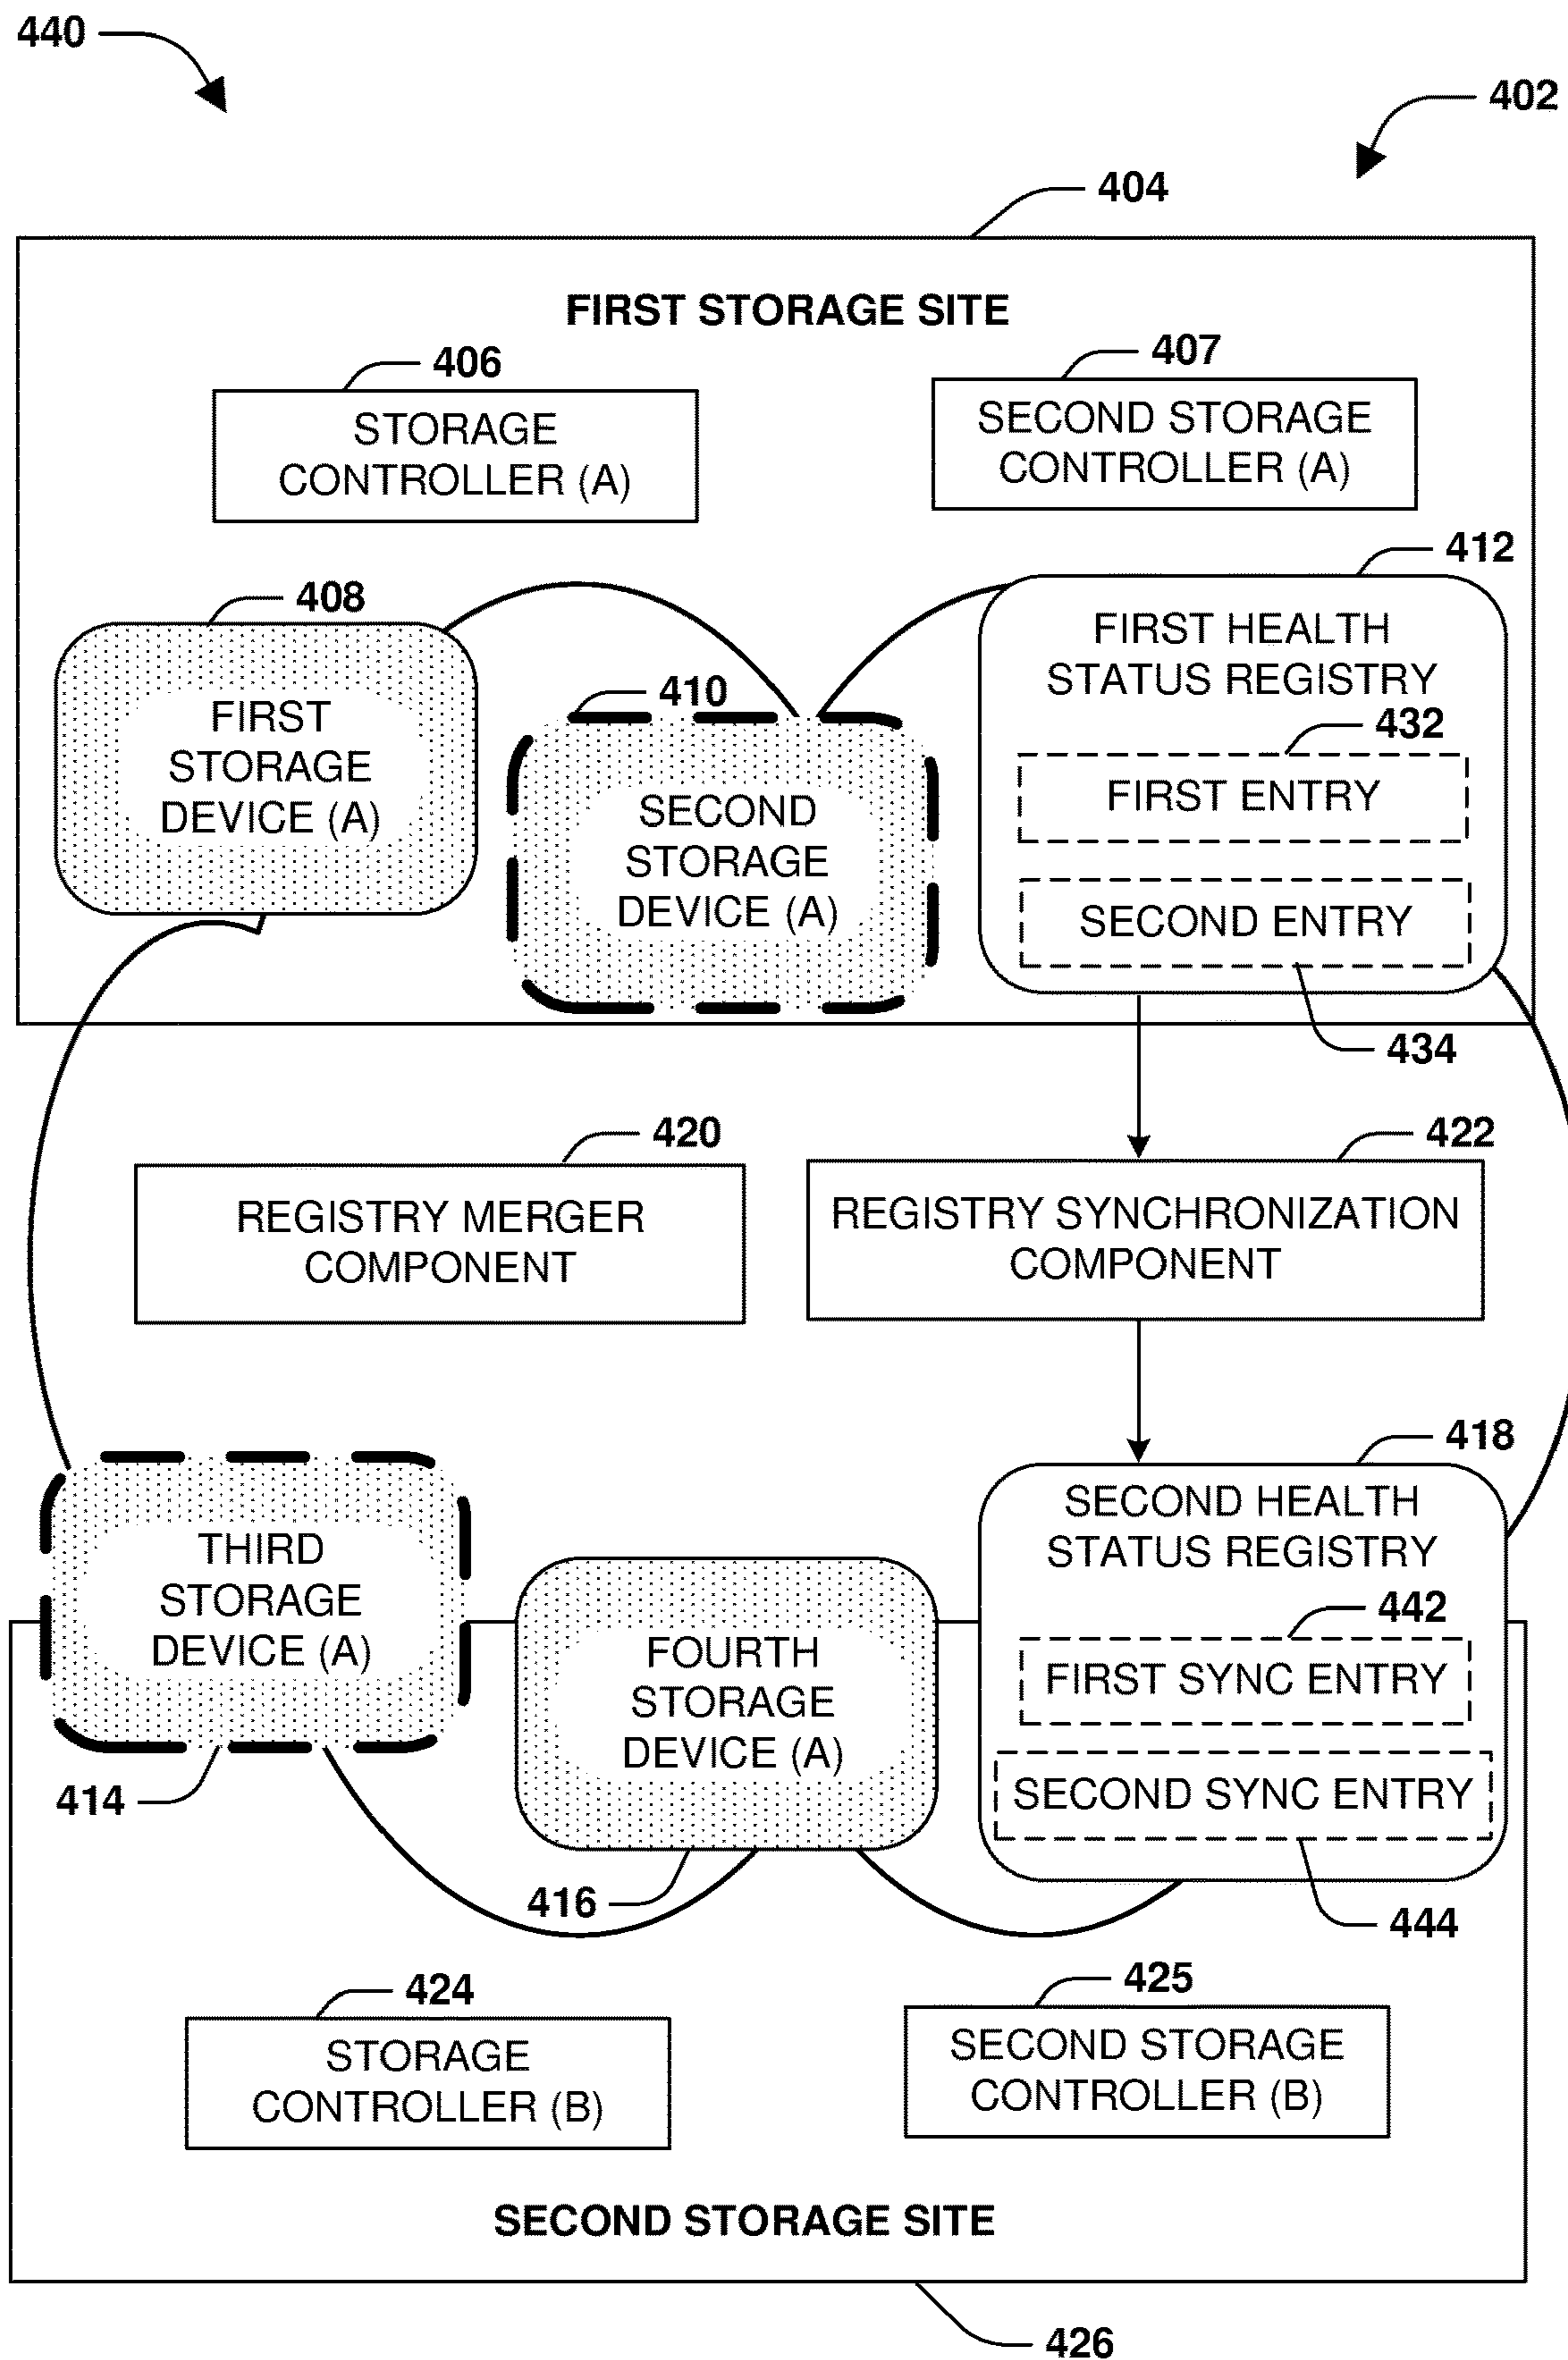 440
402
404
FIRST STORAGE SITE
406
407
STORAGE
CONTROLLER (A)
SECOND STORAGE
CONTROLLER (A)
412
408
FIRST HEALTH
STATUS REGISTRY
410
FIRST
STORAGE
DEVICE (A)
432
FIRST ENTRY
SECOND
STORAGE
DEVICE (A)
SECOND ENTRY
434
420
422
REGISTRY MERGER
COMPONENT
REGISTRY SYNCHRONIZATION
COMPONENT
418
SECOND HEALTH
STATUS REGISTRY
THIRD
STORAGE
DEVICE (A)
442
FIRST SYNC ENTRY
FOURTH
STORAGE
DEVICE (A)
SECOND SYNC ENTRY
414
416
444
424
425
STORAGE
CONTROLLER (B)
SECOND STORAGE
CONTROLLER (B)
SECOND STORAGE SITE
426